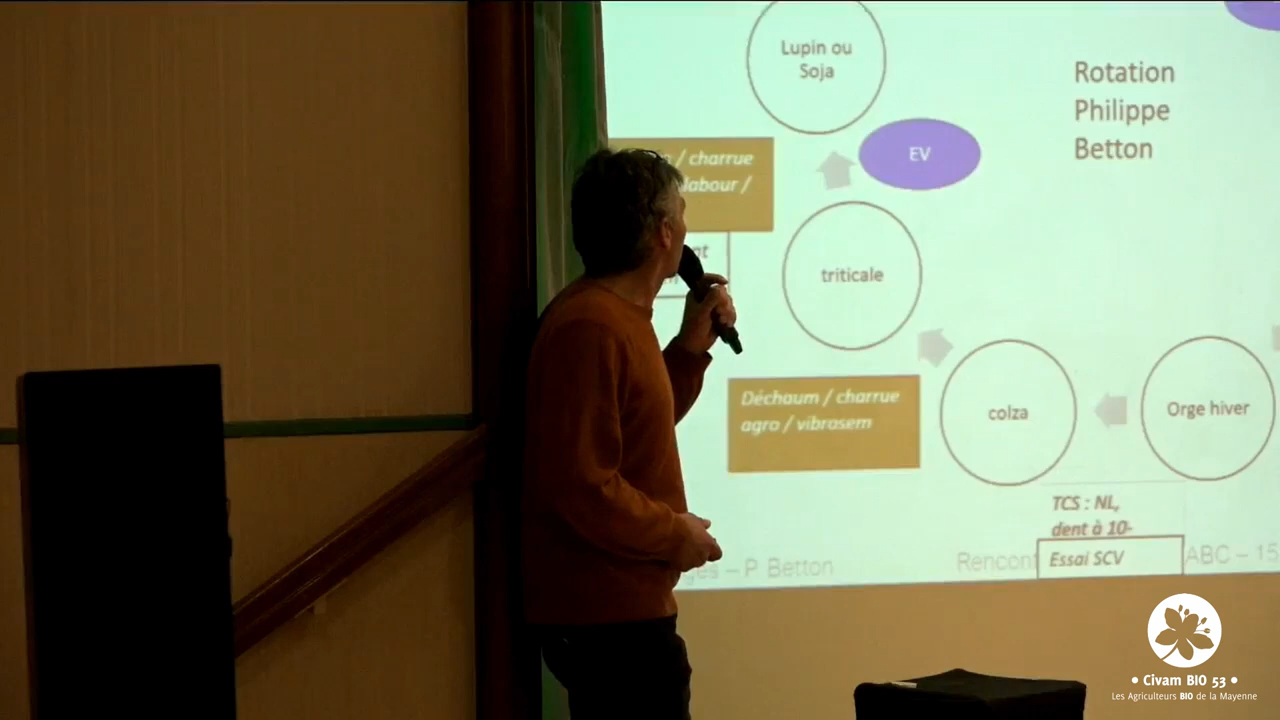 Lupin ou
Soja
Rotation
Philippe
Betton
EV
/ charrue
labour /
triticale
Déchaum / charrue
agro / vibrasem
colza
Orge hiver
TCS : NL,
dent à 10-
Essai SCV
– P. Betton
ABC – 15
• Civam BIO 53 •
Les Agriculteurs BIO de la Mayenne